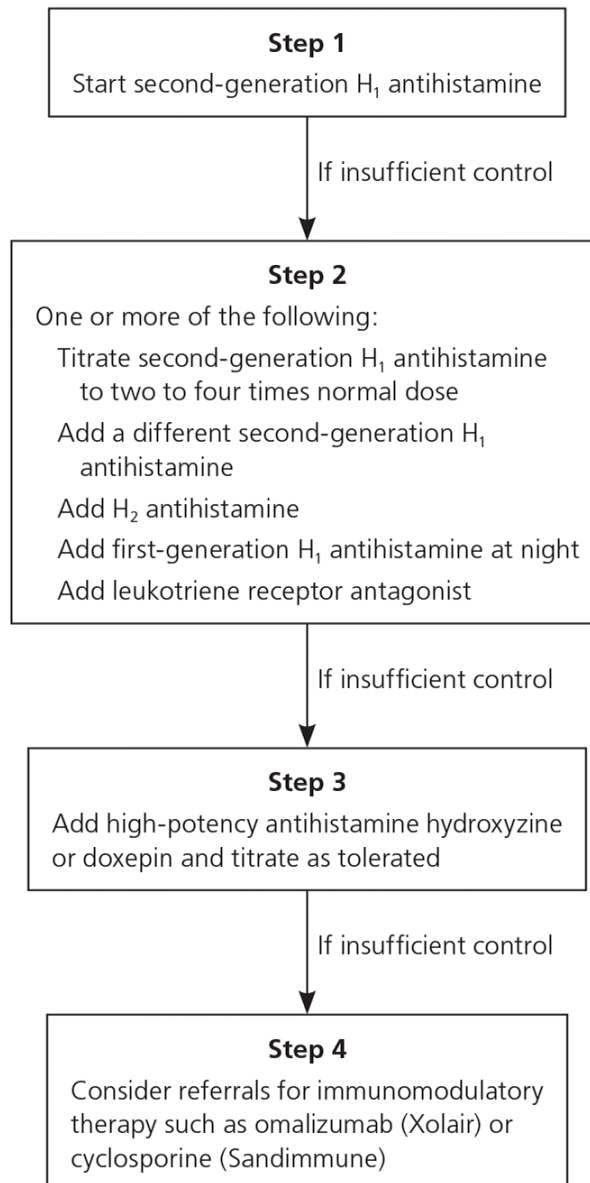 Step 1
Start second-generation H₁ antihistamine
If insufficient control
Step 2
One or more of the following:
Titrate second-generation H₁ antihistamine
to two to four times normal dose
Add a different second-generation H₁
antihistamine
Add H₂ antihistamine
Add first-generation H₁ antihistamine at night
Add leukotriene receptor antagonist
If insufficient control
Step 3
Add high-potency antihistamine hydroxyzine
or doxepin and titrate as tolerated
If insufficient control
Step 4
Consider referrals for immunomodulatory
therapy such as omalizumab (Xolair) or
cyclosporine (Sandimmune)